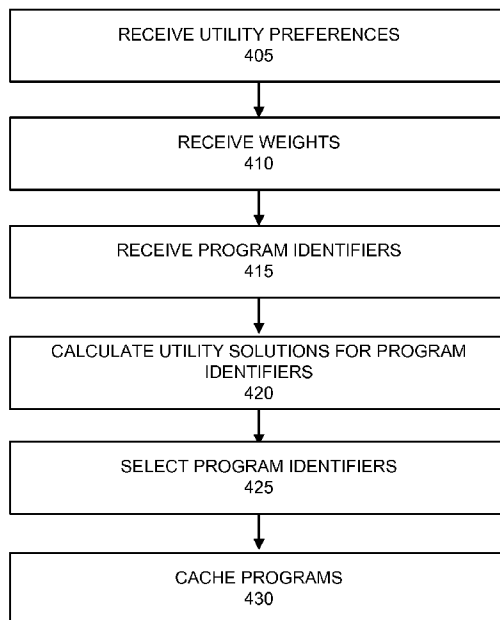 RECEIVE UTILITY PREFERENCES
405
RECEIVE WEIGHTS
410
RECEIVE PROGRAM IDENTIFIERS
415
CALCULATE UTILITY SOLUTIONS FOR PROGRAM
IDENTIFIERS
420
SELECT PROGRAM IDENTIFIERS
425
CACHE PROGRAMS
430